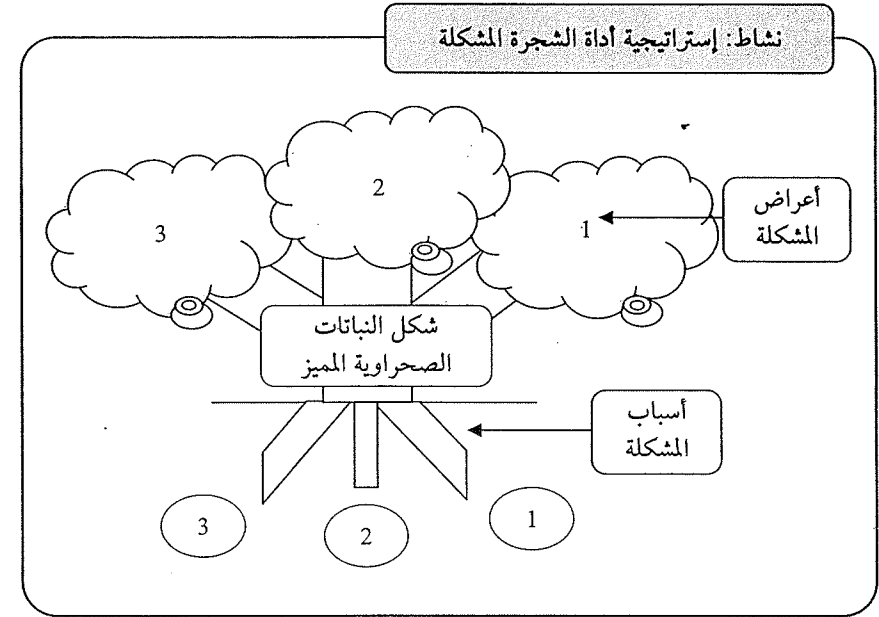 نشاط: إستراتيجية أداة الشجرة المشكلة
2
1
3
أعراض
المشكلة
شكل النباتات
الصحراوية المميز
أسباب
المشكلة
1
2
3